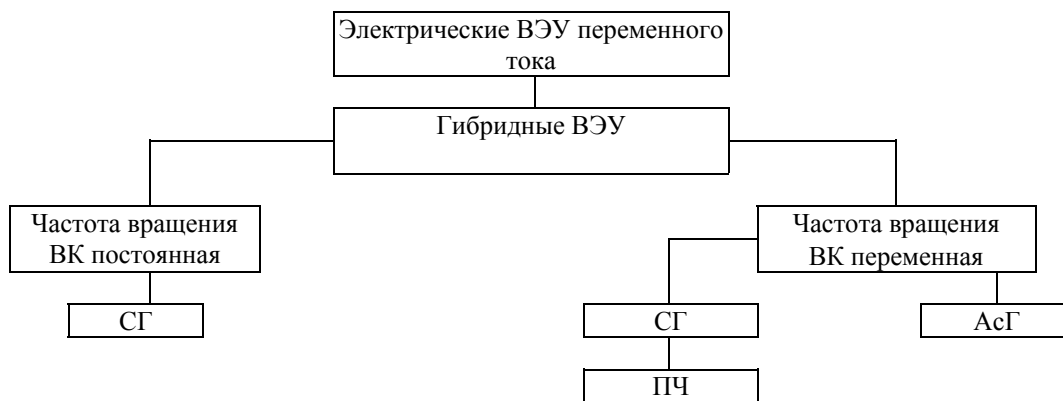 Электрические ВЭУ переменного
тока
Гибридные ВЭУ
Частота вращения
ВК постоянная
Частота вращения
ВК переменная
СГ
СГ
АсГ
ПЧ